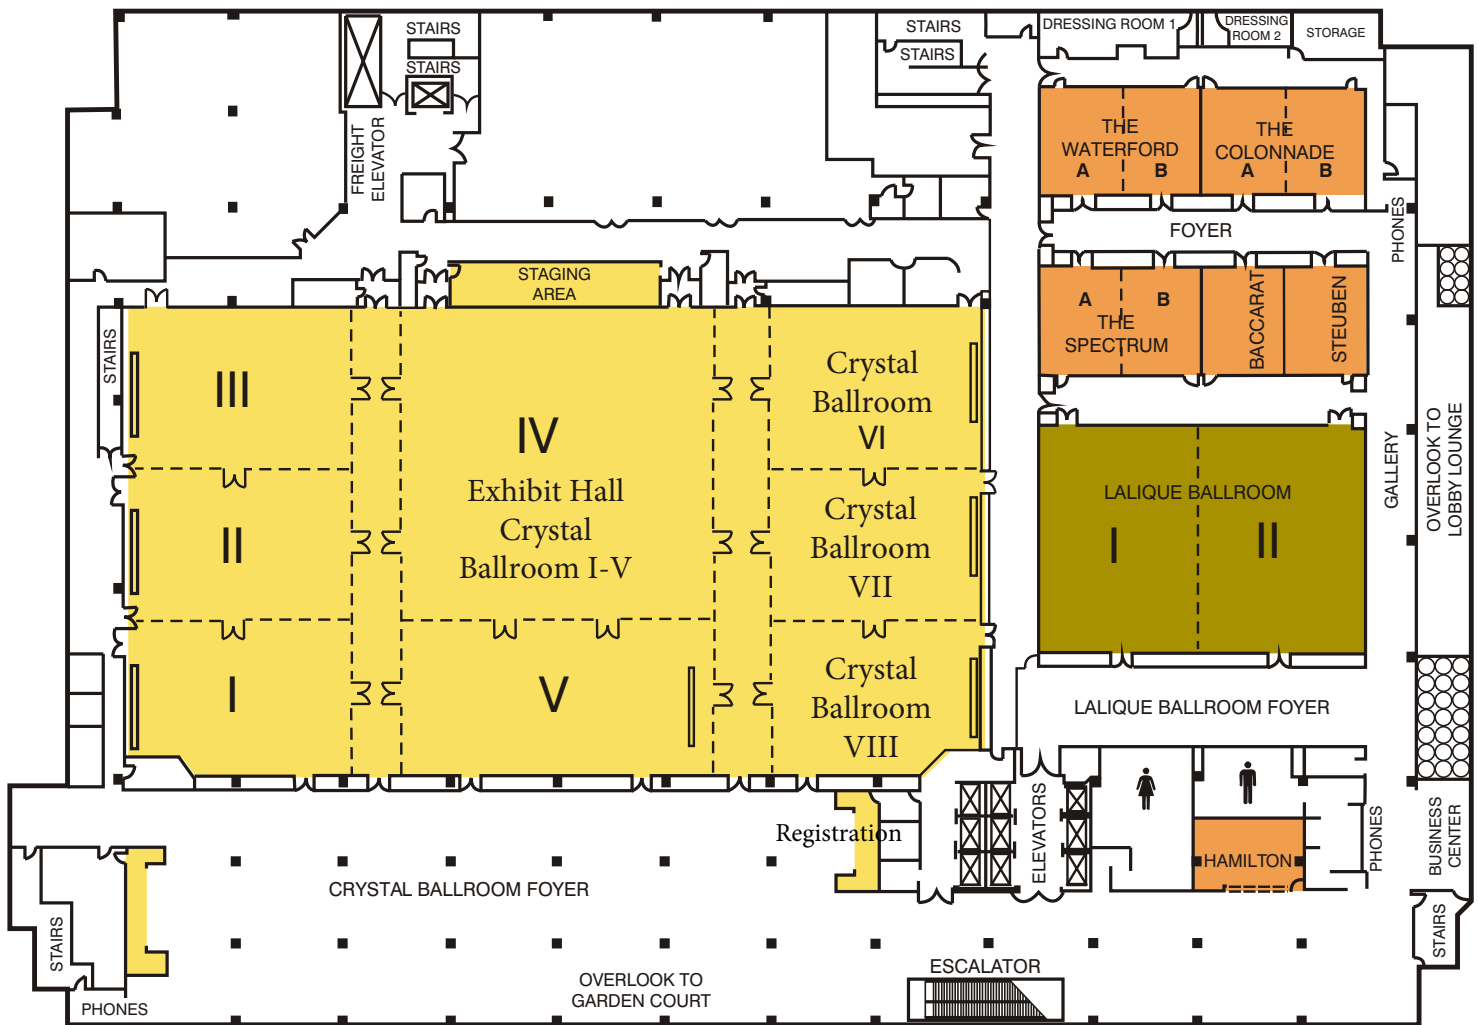 STAIRS
STAIRS
STAIRS
STAIRS
DRESSING ROOM 1
DRESSING
ROOM 2
STORAGE
FREIGHT
ELEVATOR
THE
WATERFORD
A B
THE
COLONNADE
A B
PHONES
FOYER
STAGING
AREA
A B
THE
SPECTRUM
BACCARAT
STEUBEN
STAIRS
III
IV
Exhibit Hall
Crystal
Ballroom I-V
Crystal
Ballroom
VI
II
Crystal
Ballroom
VII
LALIQUE BALLROOM
I II
GALLERY
OVERLOOK TO
LOBBY LOUNGE
I
V
Crystal
Ballroom
VIII
LALIQUE BALLROOM FOYER
Registration
ELEVATORS
HAMILTON
PHONES
BUSINESS
CENTER
CRYSTAL BALLROOM FOYER
STAIRS
STAIRS
OVERLOOK TO
GARDEN COURT
ESCALATOR
PHONES